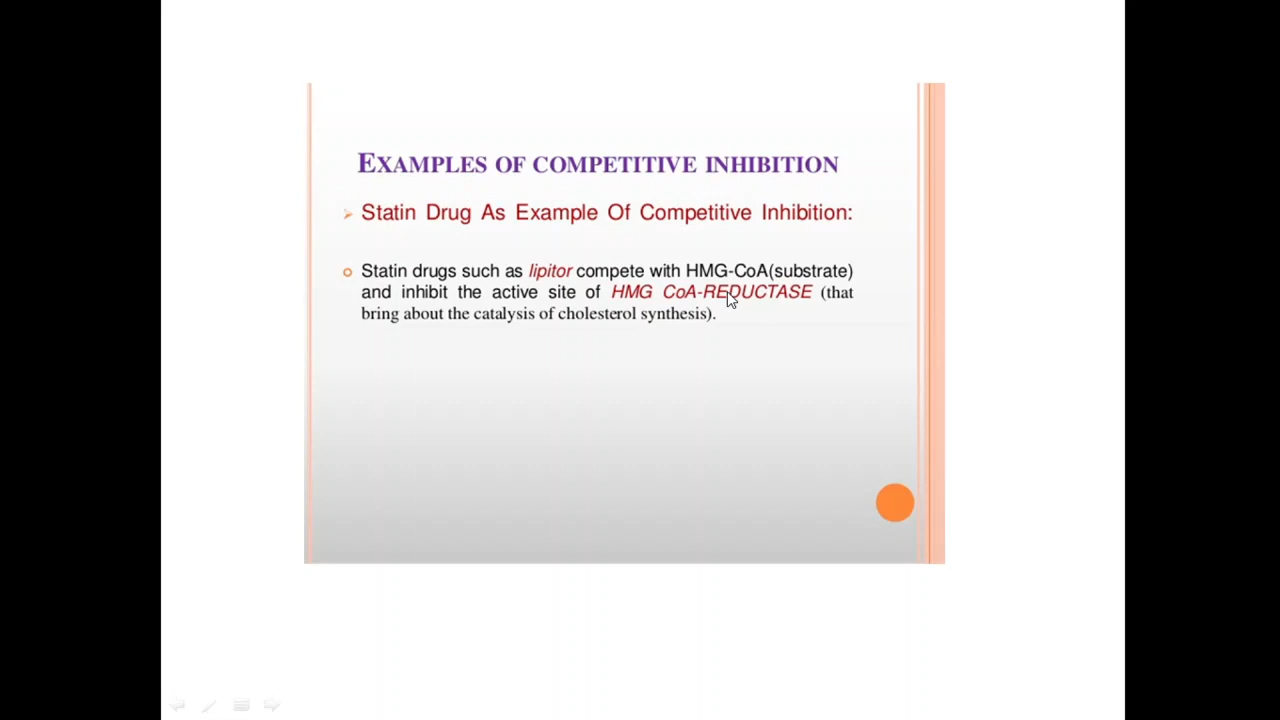 EXAMPLES OF COMPETITIVE INHIBITION
Statin Drug As Example Of Competitive Inhibition:
Statin drugs such as lipitor compete with HMG-CoA(substrate)
and inhibit the active site of HMG CoA-REDUCTASE (that
bring about the catalysis of cholesterol synthesis).